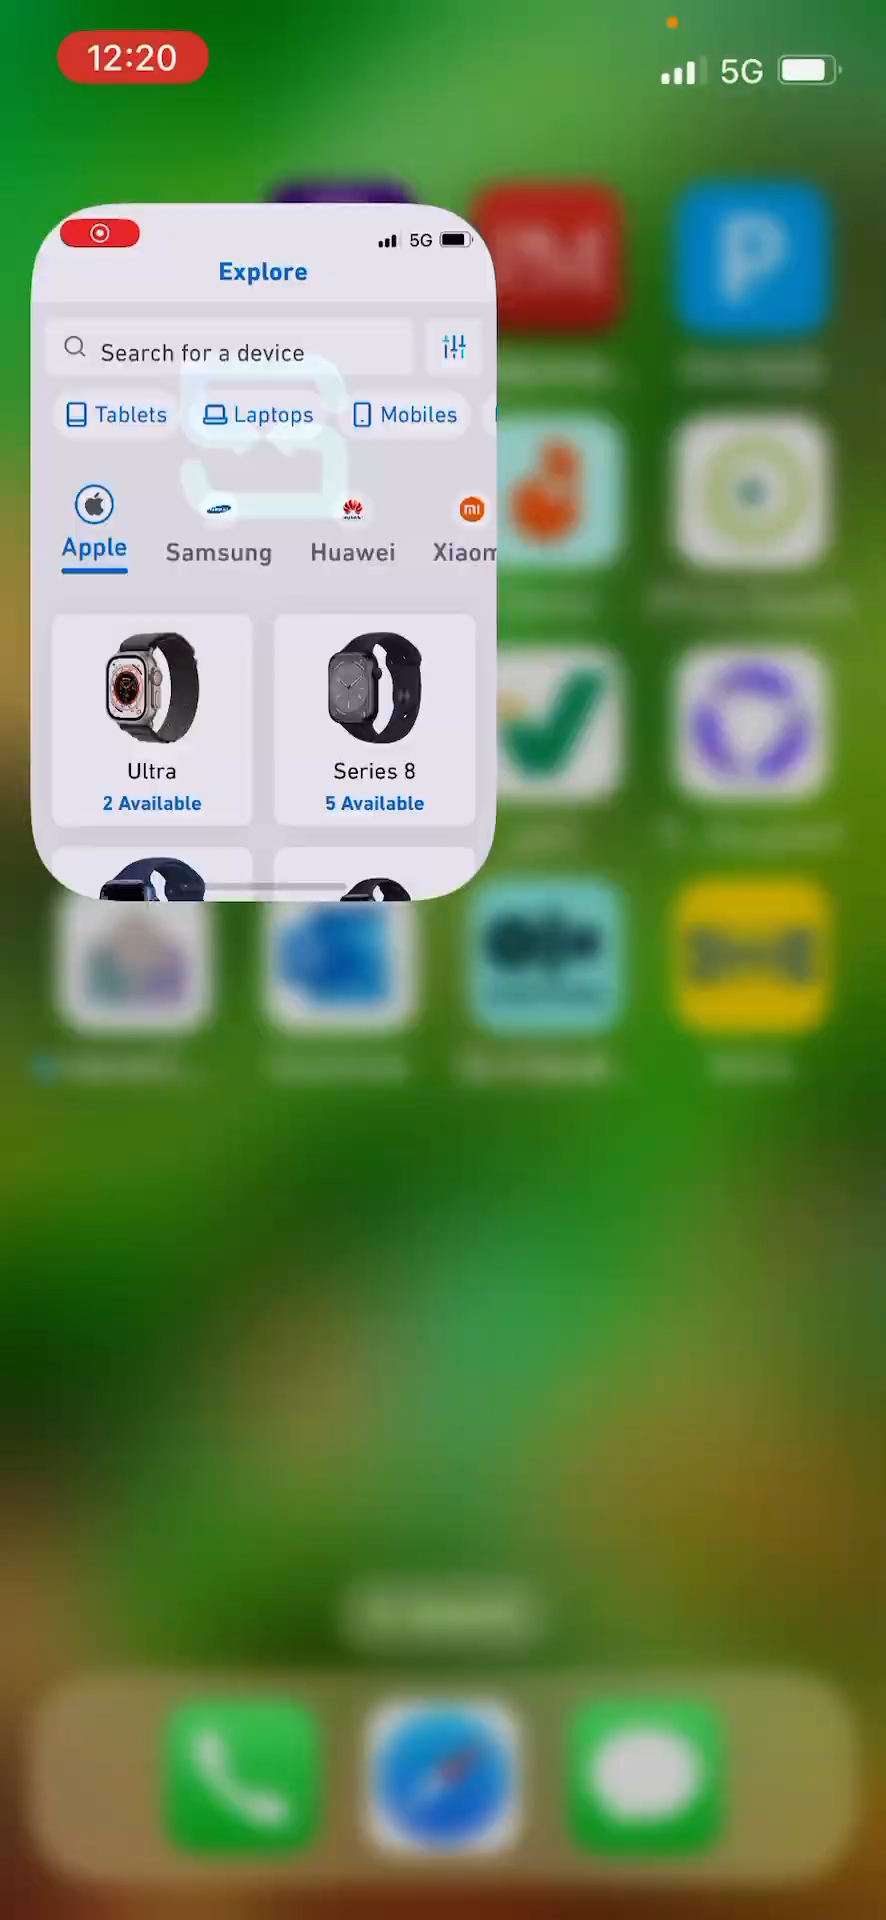 12:20
5G
5G
Explore
Search for a device
Tablets
Laptops
Mobiles
Apple
Samsung
Huawei
Xiaom
Ultra
Series 8
2 Available
5 Available
P